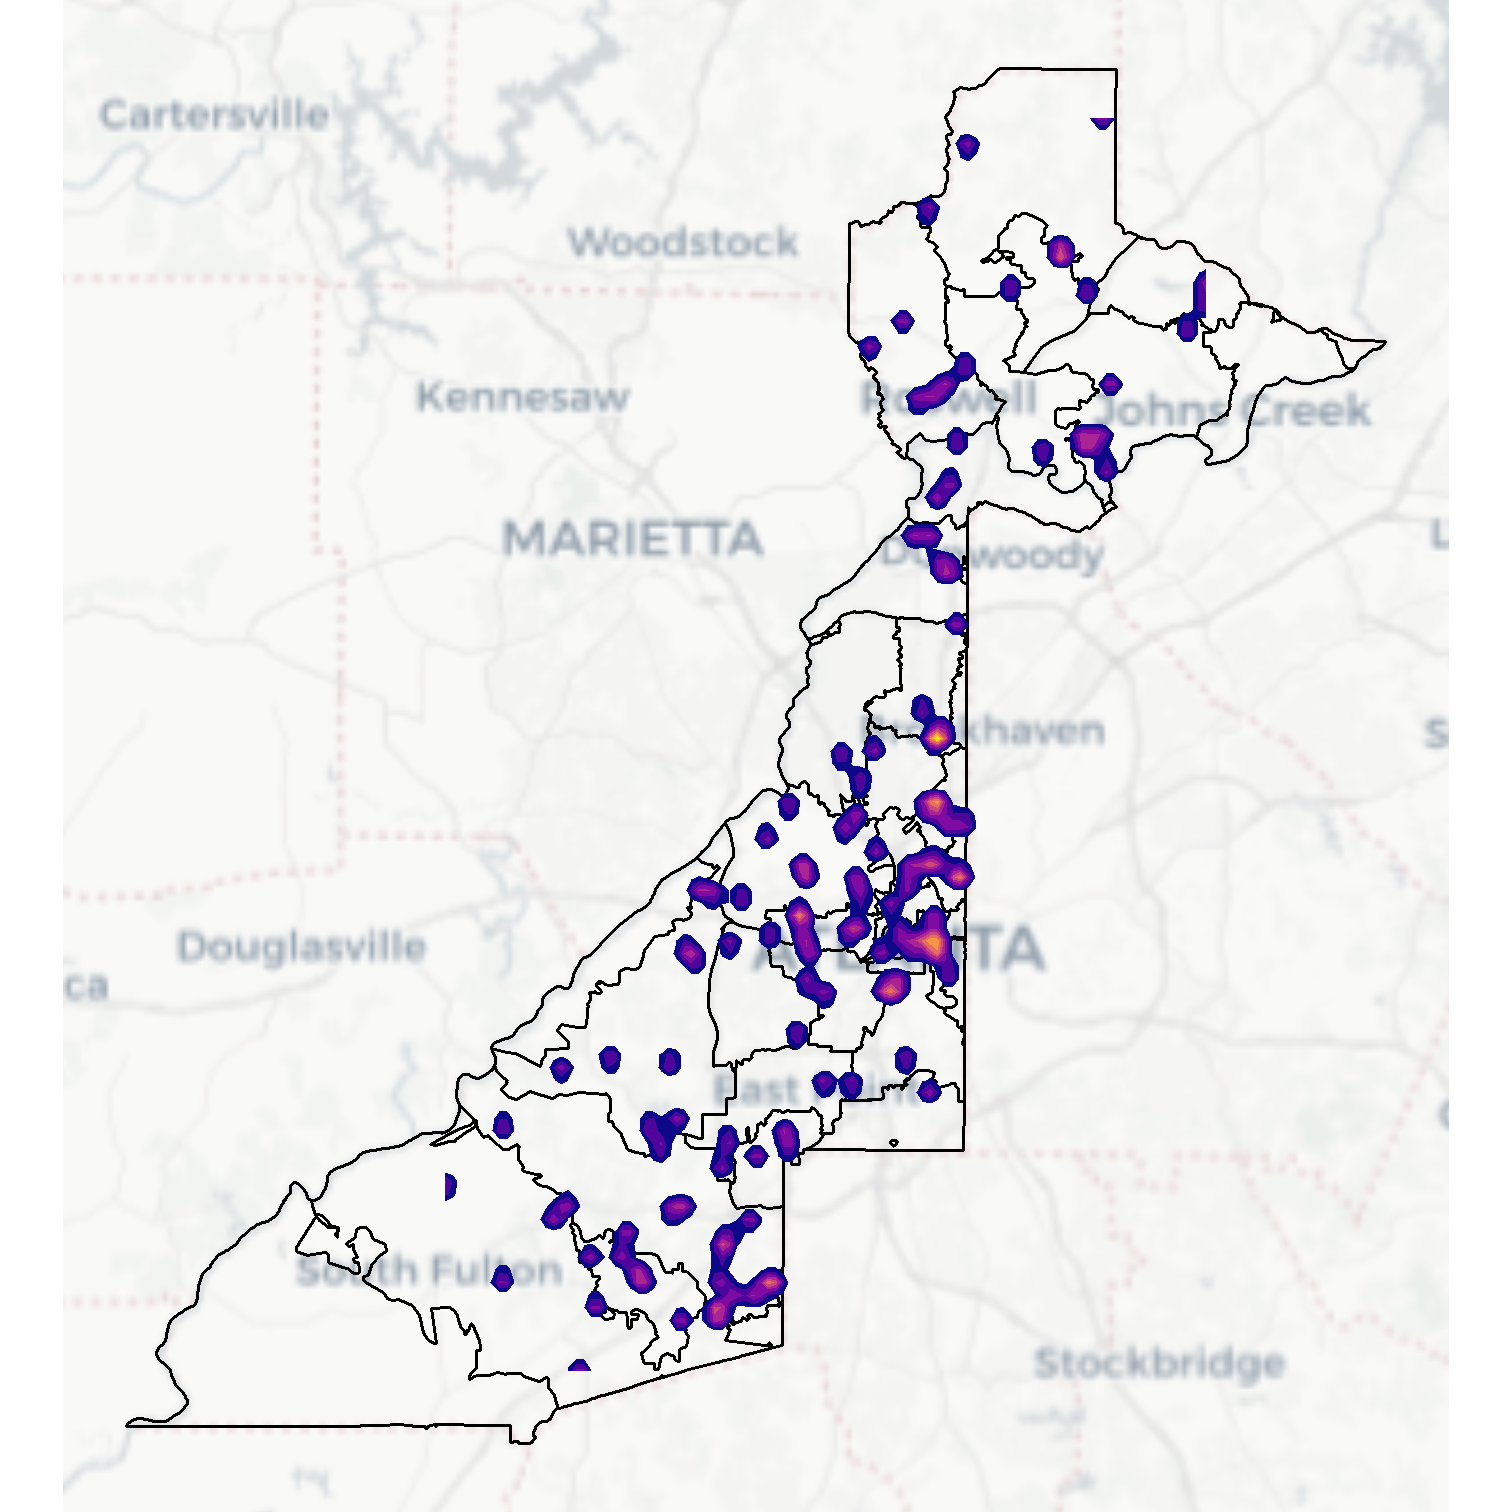 Cartersville
Woodstock
Kennesaw
Roswell
Johns Creek
MARIETTA
Dunwoody
L
Brookhaven
S
Douglasville
ATLANTA
ca
East Point
South Fulton
Stockbridge